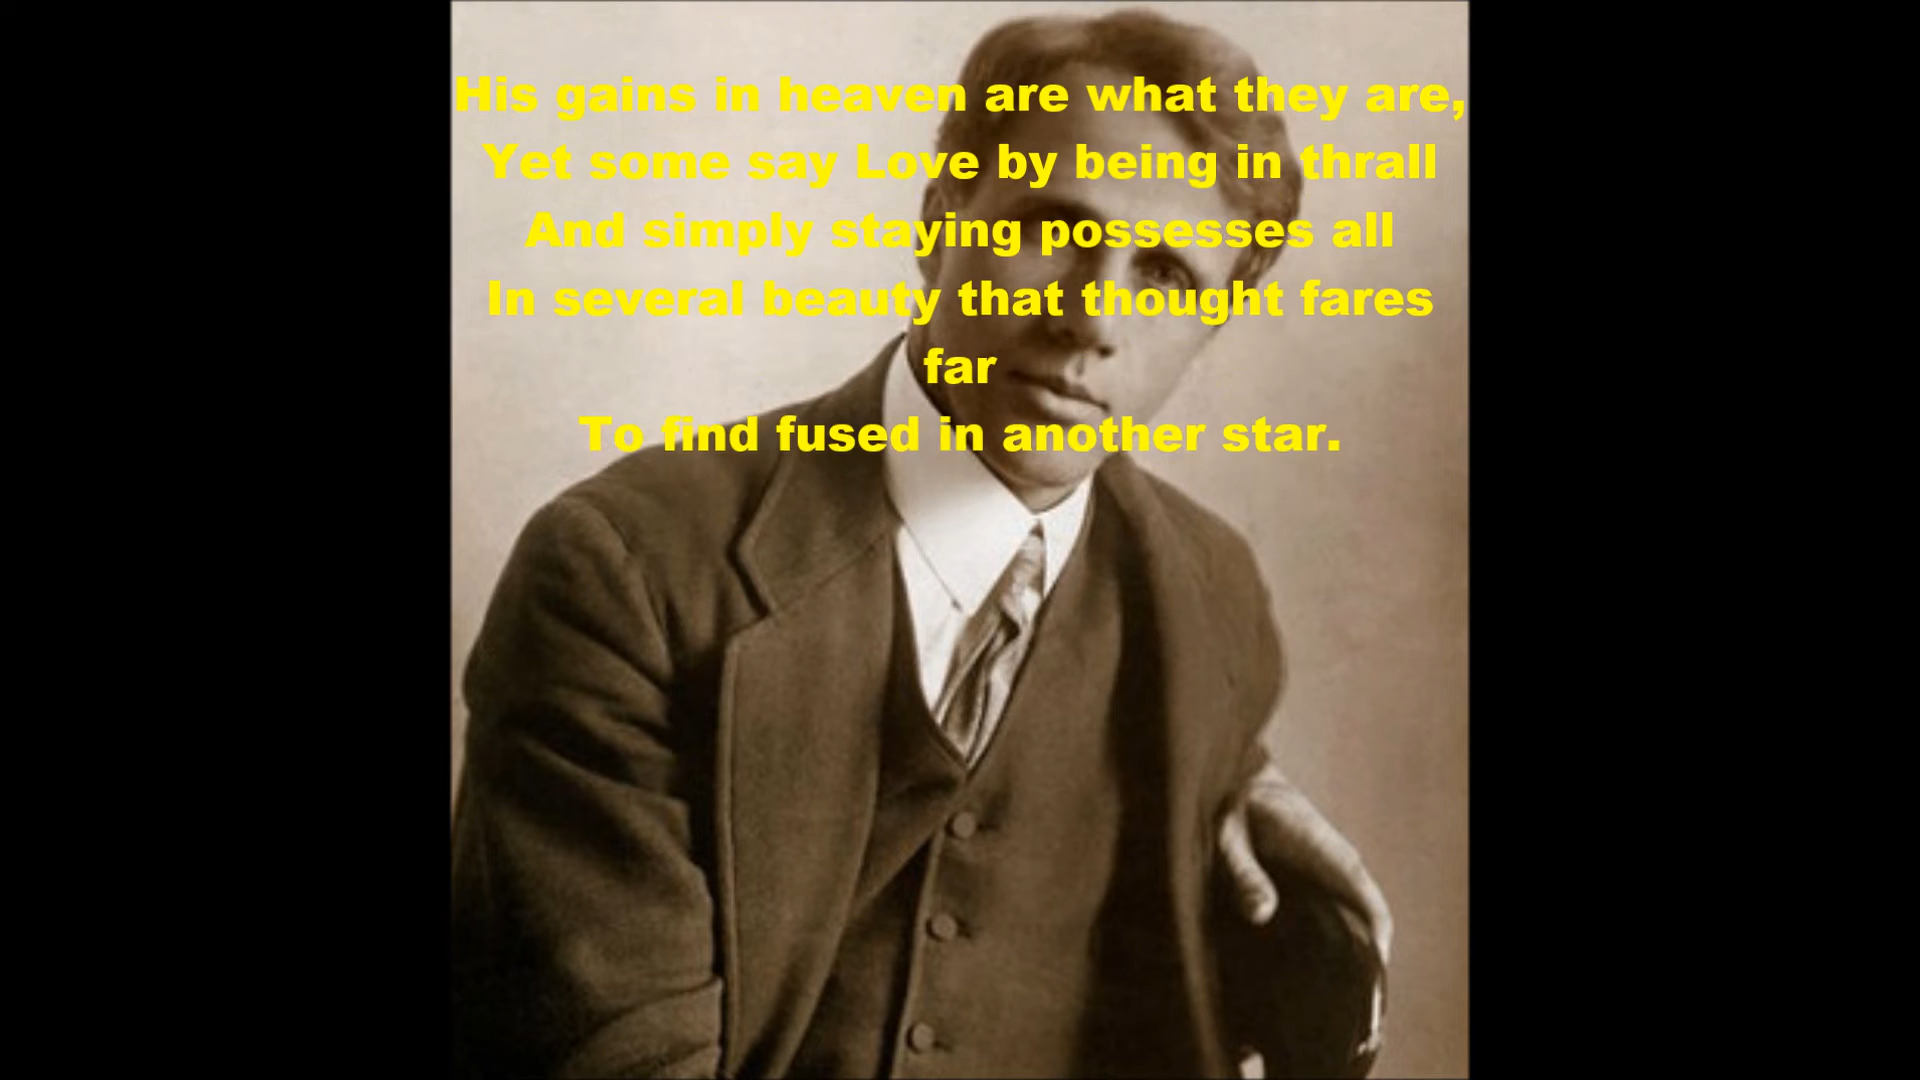 His gains in heaven are what they are,
Yet some say Love by being in thrall
And simply staying possesses all
In several beauty that thought fares
far
To find fused in another star.